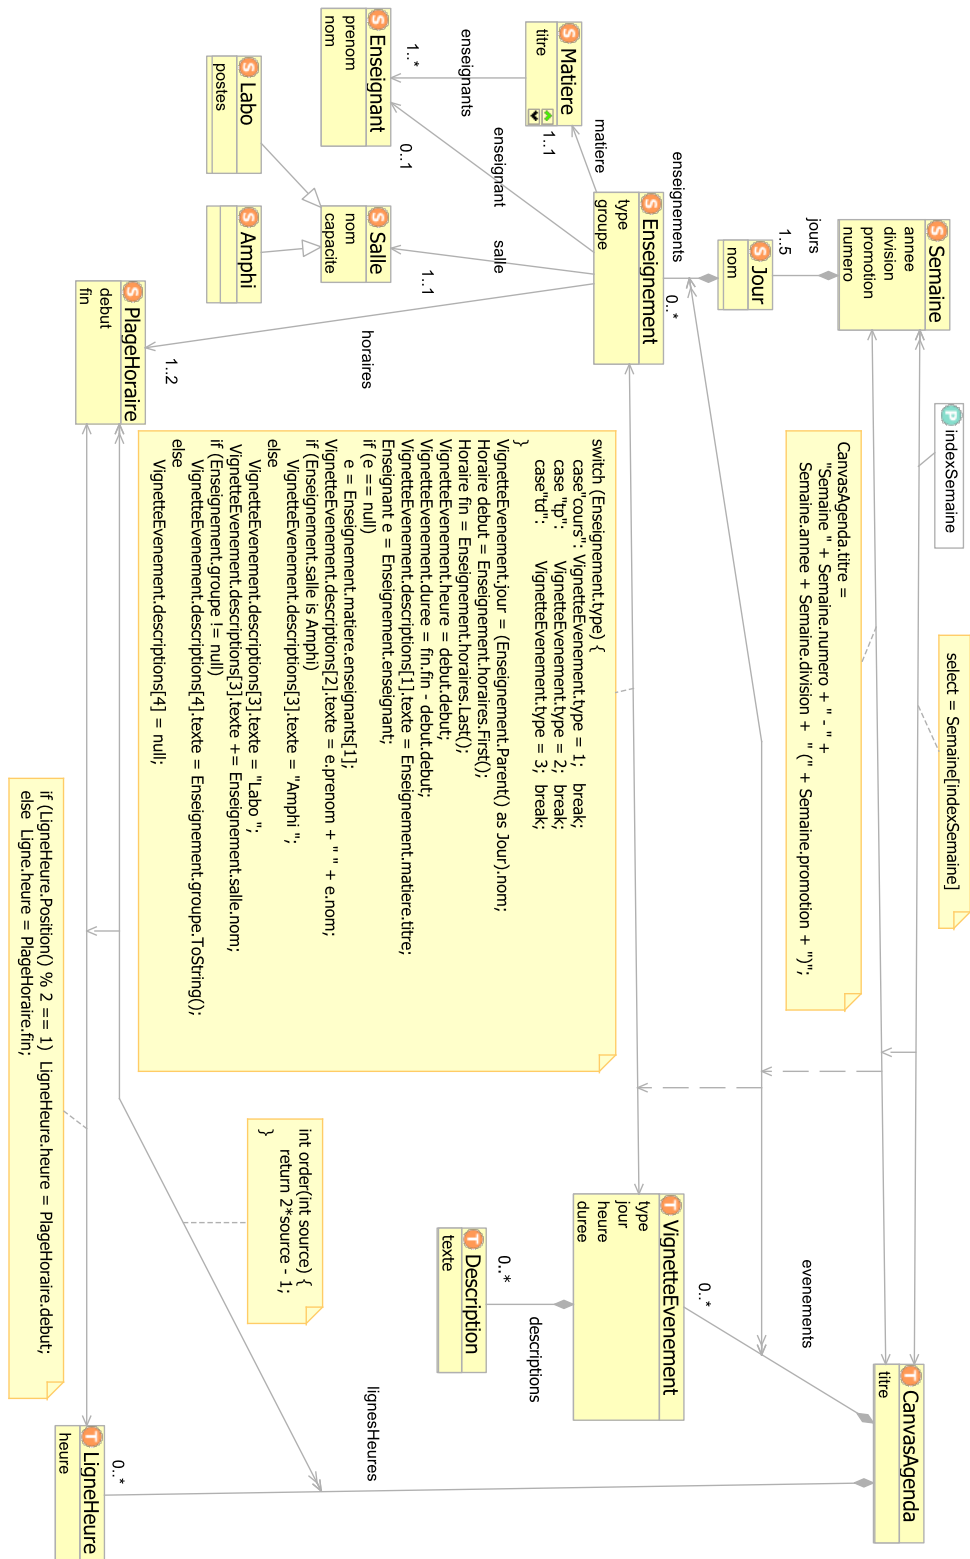 S Semaine
annee
division
promotion
numero
P indexSemaine
select = Semaine[indexSemaine]
T CanvasAgenda
titre
jours
1..5
S Jour
nom
CanvasAgenda.titre =
"Semaine " + Semaine.numero + " - " +
Semaine.annee + Semaine.division + " (" + Semaine.promotion + ")";
evenements
0..*
enseignements
0..*
S Enseignement
type
groupe
T VignetteEvenement
type
jour
heure
duree
matiere
1..1
S Matiere
titre
switch (Enseignement.type) {
case"cours": VignetteEvenement.type = 1; break;
case "tp": VignetteEvenement.type = 2; break;
case"td": VignetteEvenement.type = 3; break;
}
VignetteEvenement.jour = (Enseignement.Parent() as Jour).nom;
Horaire debut = Enseignement.horaires.First();
Horaire fin = Enseignement.horaires.Last();
VignetteEvenement.heure = debut.debut;
VignetteEvenement.duree = fin.fin - debut.debut;
VignetteEvenement.descriptions[1].texte = Enseignement.matiere.titre;
Enseignant e = Enseignement.enseignant;
if (e == null)
e = Enseignement.matiere.enseignants[1];
VignetteEvenement.descriptions[2].texte = e.prenom + " " + e.nom;
if (Enseignement.salle is Amphi)
VignetteEvenement.descriptions[3].texte = "Amphi ";
else
VignetteEvenement.descriptions[3].texte = "Labo ";
VignetteEvenement.descriptions[3].texte += Enseignement.salle.nom;
if (Enseignement.groupe != null)
VignetteEvenement.descriptions[4].texte = Enseignement.groupe.ToString();
else
VignetteEvenement.descriptions[4] = null;
descriptions
0..*
T Description
texte
enseignants
1..*
enseignant
0..1
salle
1..1
S Enseignant
prenom
nom
S Salle
nom
capacite
horaires
1..2
lignesHeures
0..*
int order(int source) {
return 2*source - 1;
}
S Labo
postes
S Amphi
S PlageHoraire
debut
fin
T LigneHeure
heure
if (LigneHeure.Position() % 2 == 1) LigneHeure.heure = PlageHoraire.debut;
else Ligne.heure = PlageHoraire.fin;